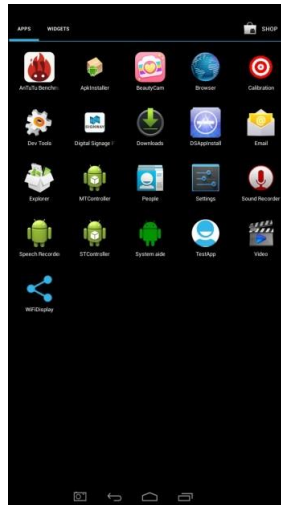 APPS WIDGETS SHOP
AnTuTu Benchm ApkInstaller BeautyCam Browser Calibration
Dev Tools Digital Signage Downloads DSAppInstall Email
Explorer MTController People Settings Sound Recorder
Speech Recorde STController System aide TestApp Video
WiFiDisplay